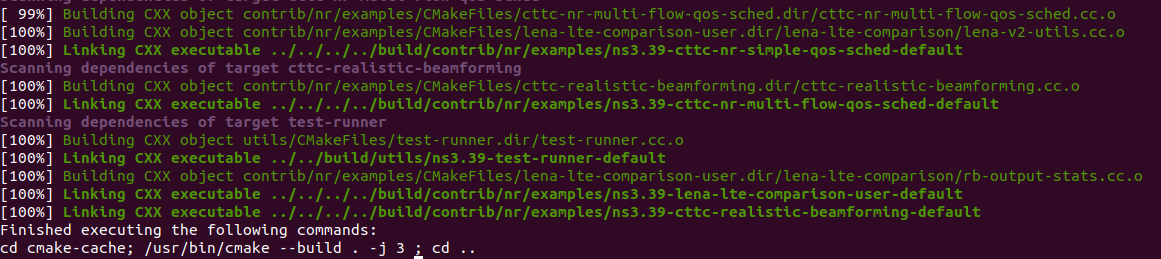 [ 99%] Building CXX object contrib/nr/examples/CMakeFiles/cttc-nr-multi-flow-qos-sched.dir/cttc-nr-multi-flow-qos-sched.cc.o
[100%] Building CXX object contrib/nr/examples/CMakeFiles/lena-lte-comparison-user.dir/lena-lte-comparison/lena-v2-utils.cc.o
[100%] Linking CXX executable ../../../../build/contrib/nr/examples/ns3.39-cttc-nr-simple-qos-sched-default
Scanning dependencies of target cttc-realistic-beamforming
[100%] Building CXX object contrib/nr/examples/CMakeFiles/cttc-realistic-beamforming.dir/cttc-realistic-beamforming.cc.o
[100%] Linking CXX executable ../../../../build/contrib/nr/examples/ns3.39-cttc-nr-multi-flow-qos-sched-default
Scanning dependencies of target test-runner
[100%] Building CXX object utils/CMakeFiles/test-runner.dir/test-runner.cc.o
[100%] Linking CXX executable ../../build/utils/ns3.39-test-runner-default
[100%] Building CXX object contrib/nr/examples/CMakeFiles/lena-lte-comparison-user.dir/lena-lte-comparison/rb-output-stats.cc.o
[100%] Linking CXX executable ../../../../build/contrib/nr/examples/ns3.39-lena-lte-comparison-user-default
[100%] Linking CXX executable ../../../../build/contrib/nr/examples/ns3.39-cttc-realistic-beamforming-default
Finished executing the following commands:
cd cmake-cache; /usr/bin/cmake --build . -j 3 ; cd ..